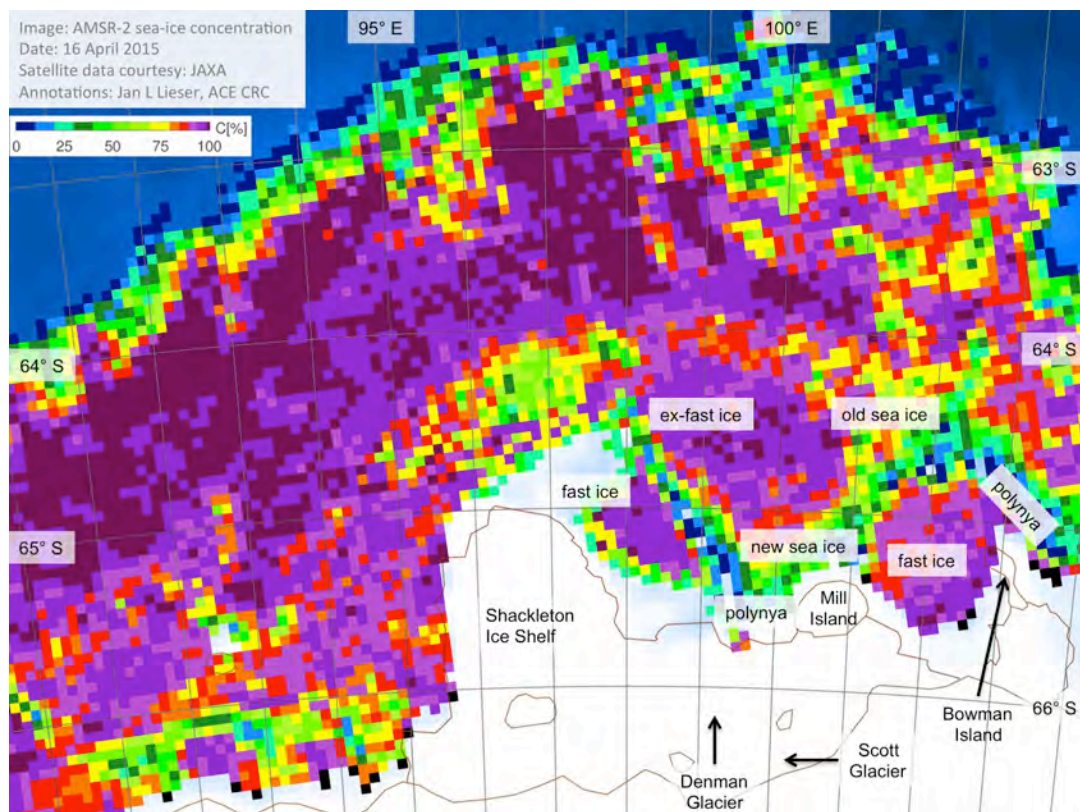 Image: AMSR-2 sea-ice concentration
Date: 16 April 2015
Satellite data courtesy: JAXA
Annotations: Jan L Lieser, ACE CRC
95° E
100° E
C[%]
0 25 50 75 100
63° S
64° S
64° S
ex-fast ice
old sea ice
fast ice
polynya
65° S
new sea ice
fast ice
Shackleton
Ice Shelf
polynya
Mill
Island
66° S
Bowman
Island
Scott
Glacier
Denman
Glacier